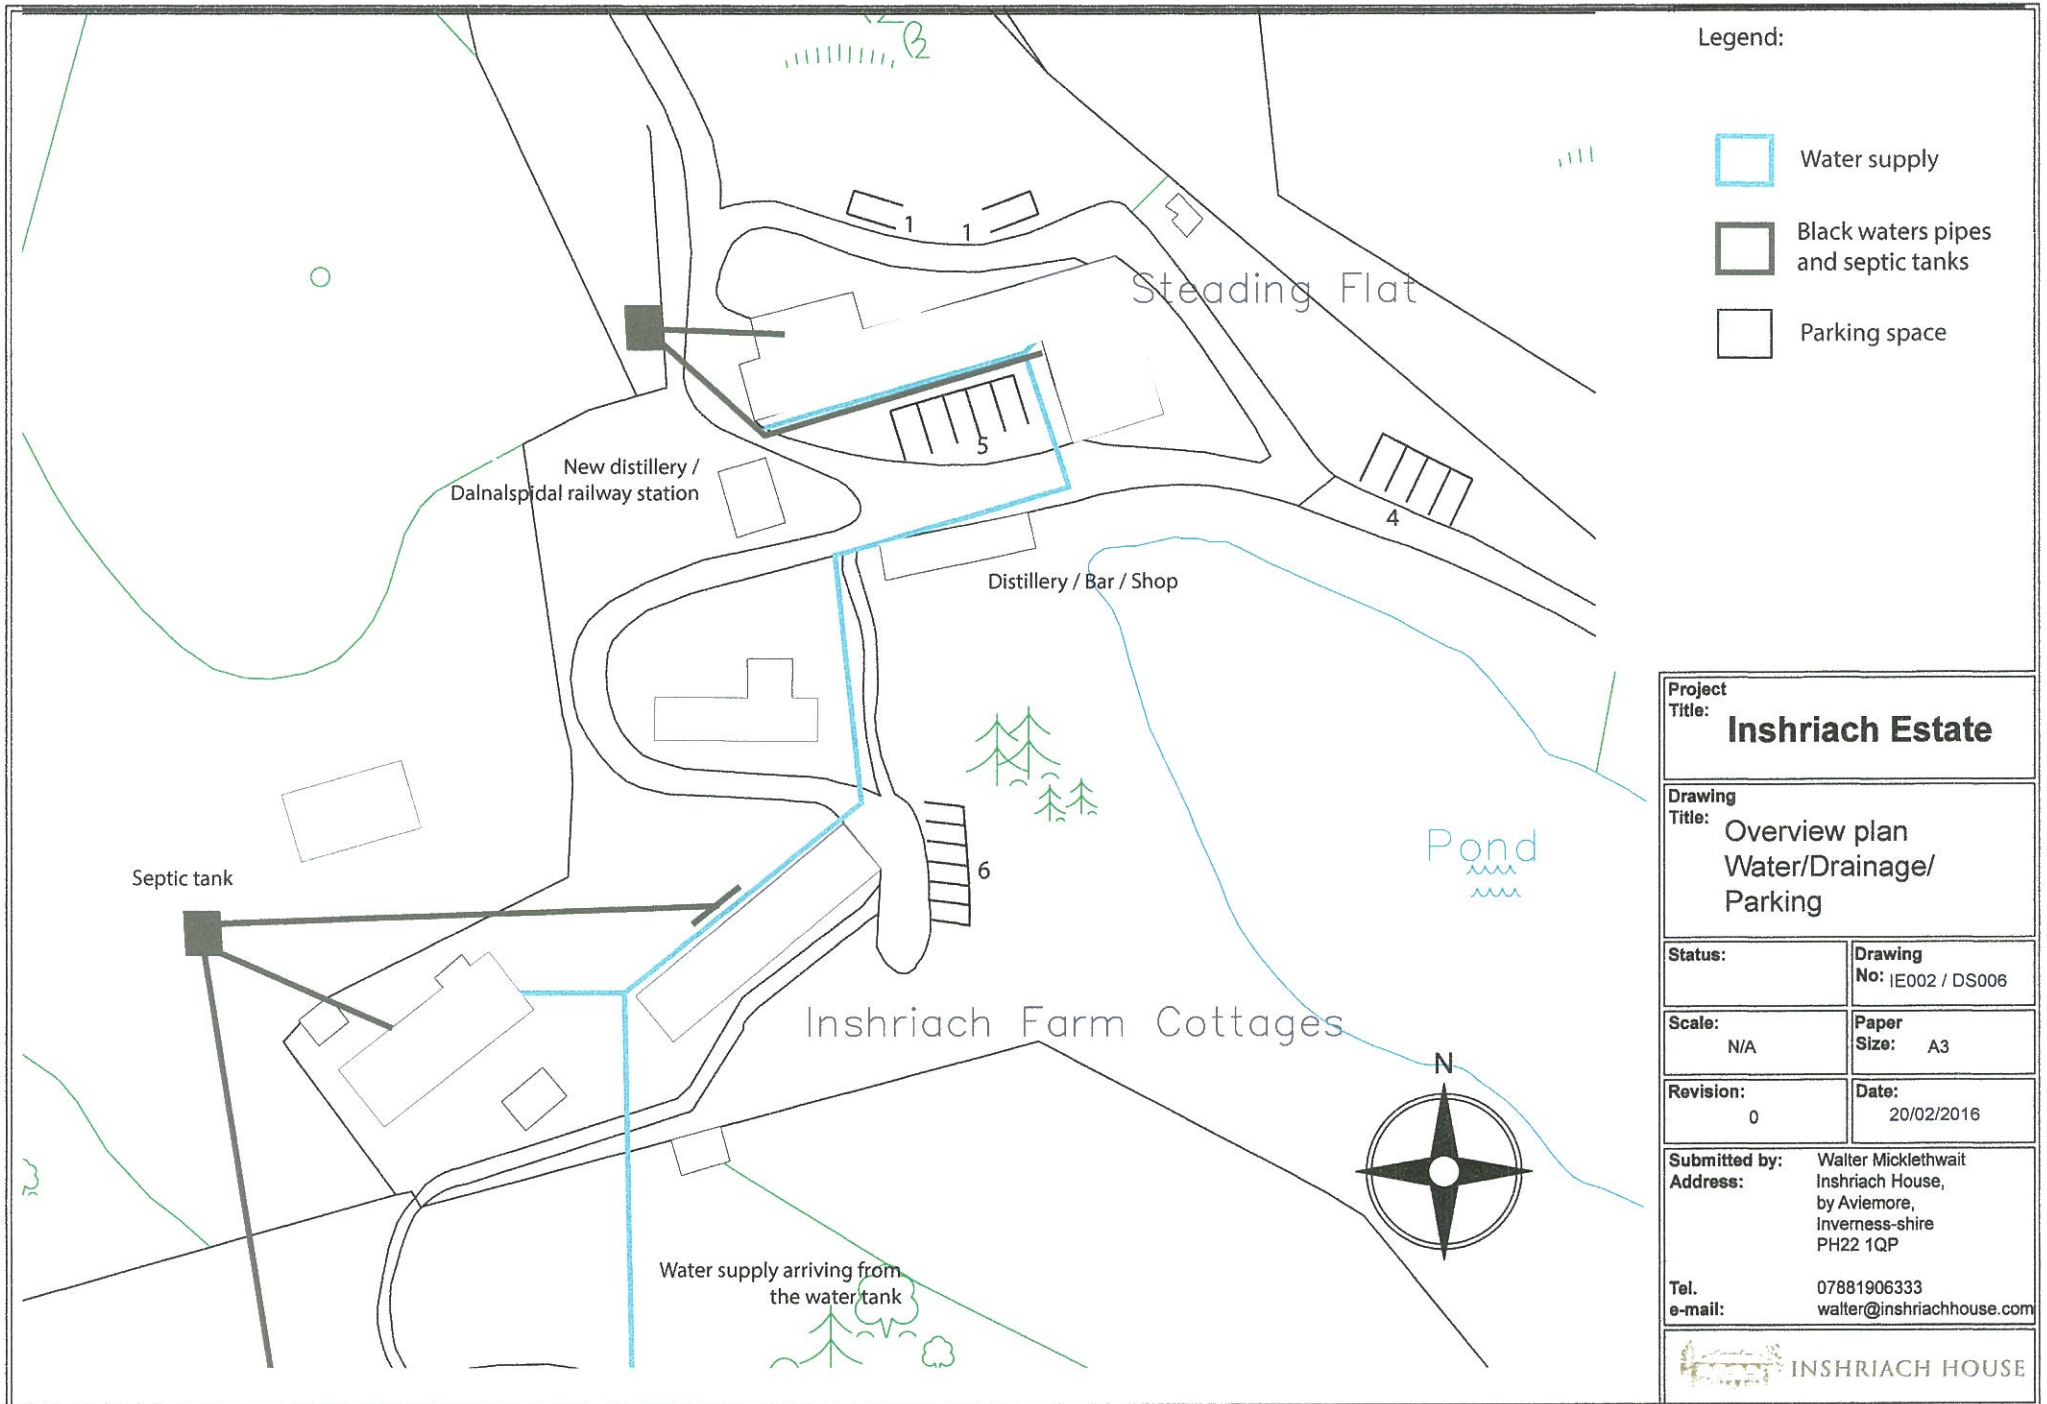 Legend:
Water supply
Black waters pipes
and septic tanks
Parking space
1
1
Steading Flat
5
New distillery /
Dalnalspidal railway station
4
Distillery / Bar / Shop
6
Pond
Septic tank
Inshriach Farm Cottages
N
Water supply arriving from
the water tank
Project
Title:
Inshriach Estate
Drawing
Title:
Overview plan
Water/Drainage/
Parking
Status:
Drawing
No: IE002 / DS006
Scale:
N/A
Paper
Size: A3
Revision:
0
Date:
20/02/2016
Submitted by: Walter Micklethwait
Address: Inshriach House,
by Aviemore,
Inverness-shire
PH22 1QP
Tel. 07881906333
e-mail: walter@inshriachhouse.com
INSHRIACH HOUSE